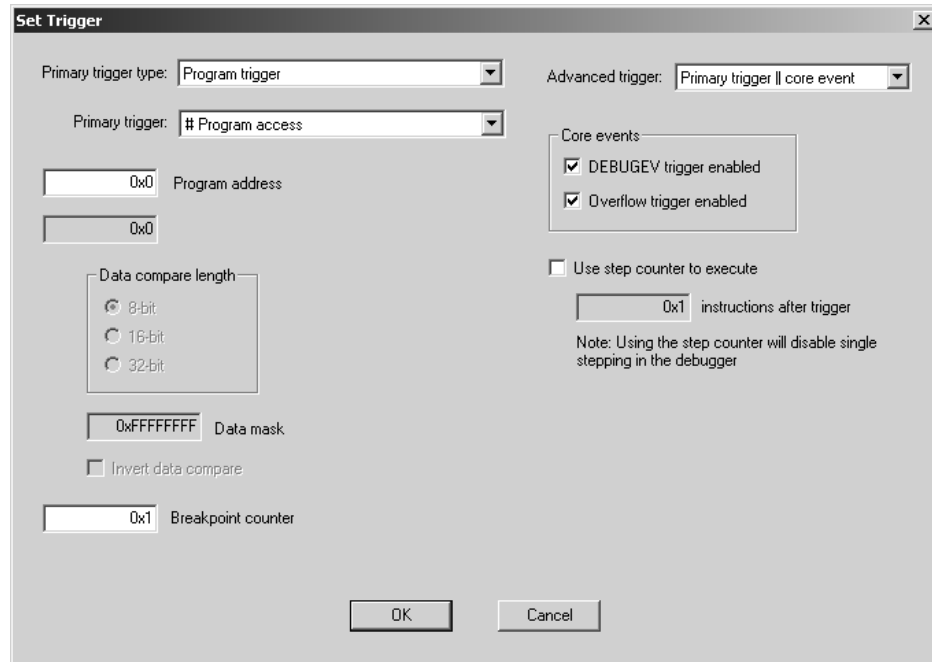 Set Trigger
Primary trigger type: Program trigger
Primary trigger: # Program access
0x0 Program address
0x0
Data compare length
8-bit
16-bit
32-bit
0xFFFFFFFF Data mask
Invert data compare
0x1 Breakpoint counter
Advanced trigger: Primary trigger || core event
Core events
DEBUGEV trigger enabled
Overflow trigger enabled
Use step counter to execute
0x1 instructions after trigger
Note: Using the step counter will disable single
stepping in the debugger
OK
Cancel